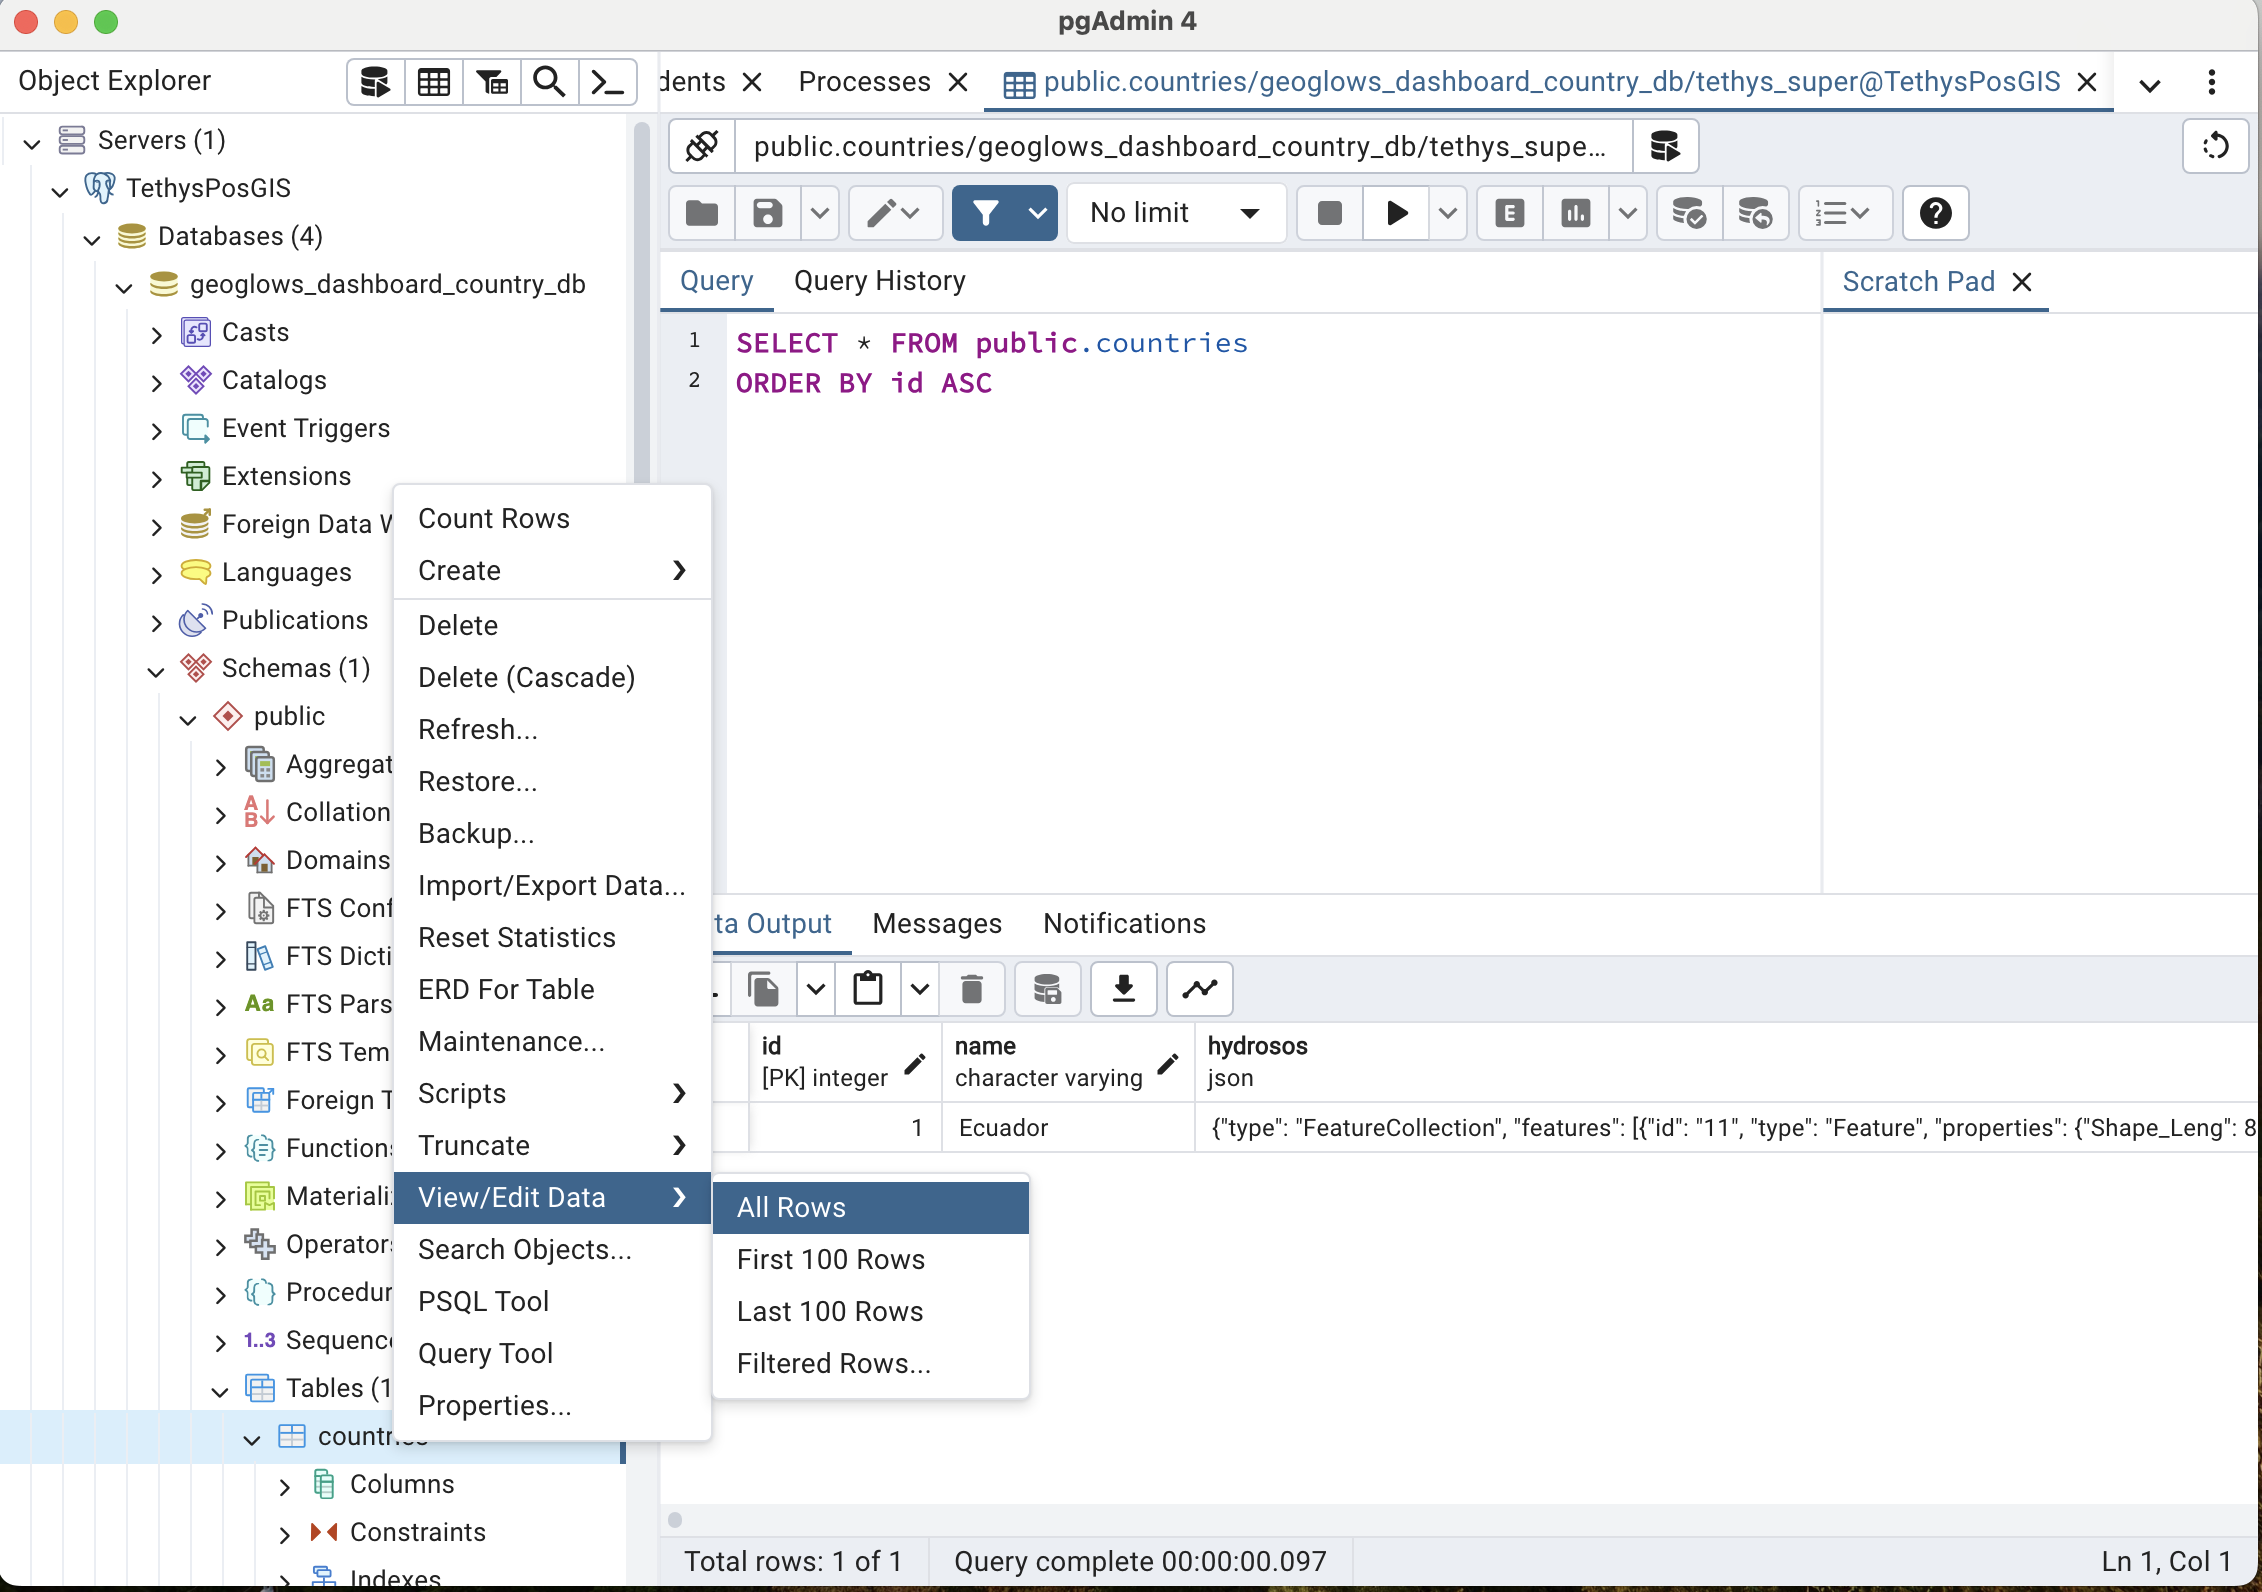 pgAdmin 4
Object Explorer
dents
Processes
public.countries/geoglows_dashboard_country_db/tethys_super@TethysPosGIS
Servers (1)
TethysPosGIS
Databases (4)
geoglows_dashboard_country_db
Casts
Catalogs
Event Triggers
Extensions
Foreign Data W
Languages
Publications
Schemas (1)
public
Aggregat
Collation
Domains
FTS Conf
FTS Dicti
Aa FTS Pars
FTS Tem
Foreign T
Functions
Materiali
Operators
Procedur
1..3 Sequence
Tables (1
countries
Columns
Constraints
Indexes
Count Rows
Create
Delete
Delete (Cascade)
Refresh...
Restore...
Backup...
Import/Export Data...
Reset Statistics
ERD For Table
Maintenance...
Scripts
Truncate
View/Edit Data
Search Objects...
PSQL Tool
Query Tool
Properties...
All Rows
First 100 Rows
Last 100 Rows
Filtered Rows...
public.countries/geoglows_dashboard_country_db/tethys_supe...
No limit
E
Query
Query History
Scratch Pad
1 SELECT * FROM public.countries
2 ORDER BY id ASC
ta Output
Messages
Notifications
id
[PK] integer
name
character varying
hydrosos
json
1
Ecuador
{"type": "FeatureCollection", "features": [{"id": "11", "type": "Feature", "properties": {"Shape_Leng": 8
Total rows: 1 of 1
Query complete 00:00:00.097
Ln 1, Col 1